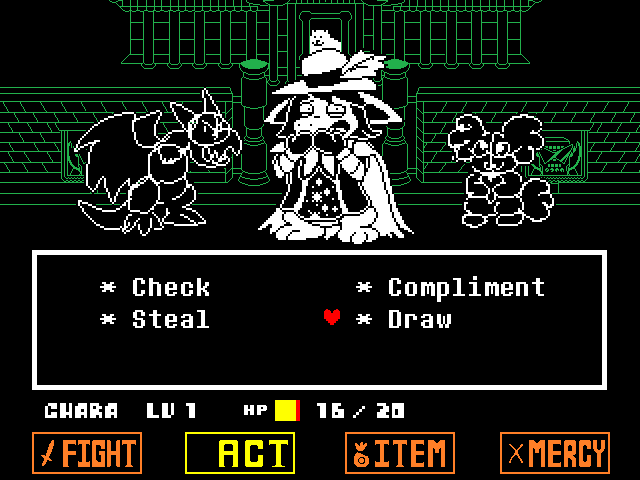 * Check * Compliment
* Steal * Draw
CHARA LV 1 HP 16 / 20
FIGHT ACT ITEM MERCY